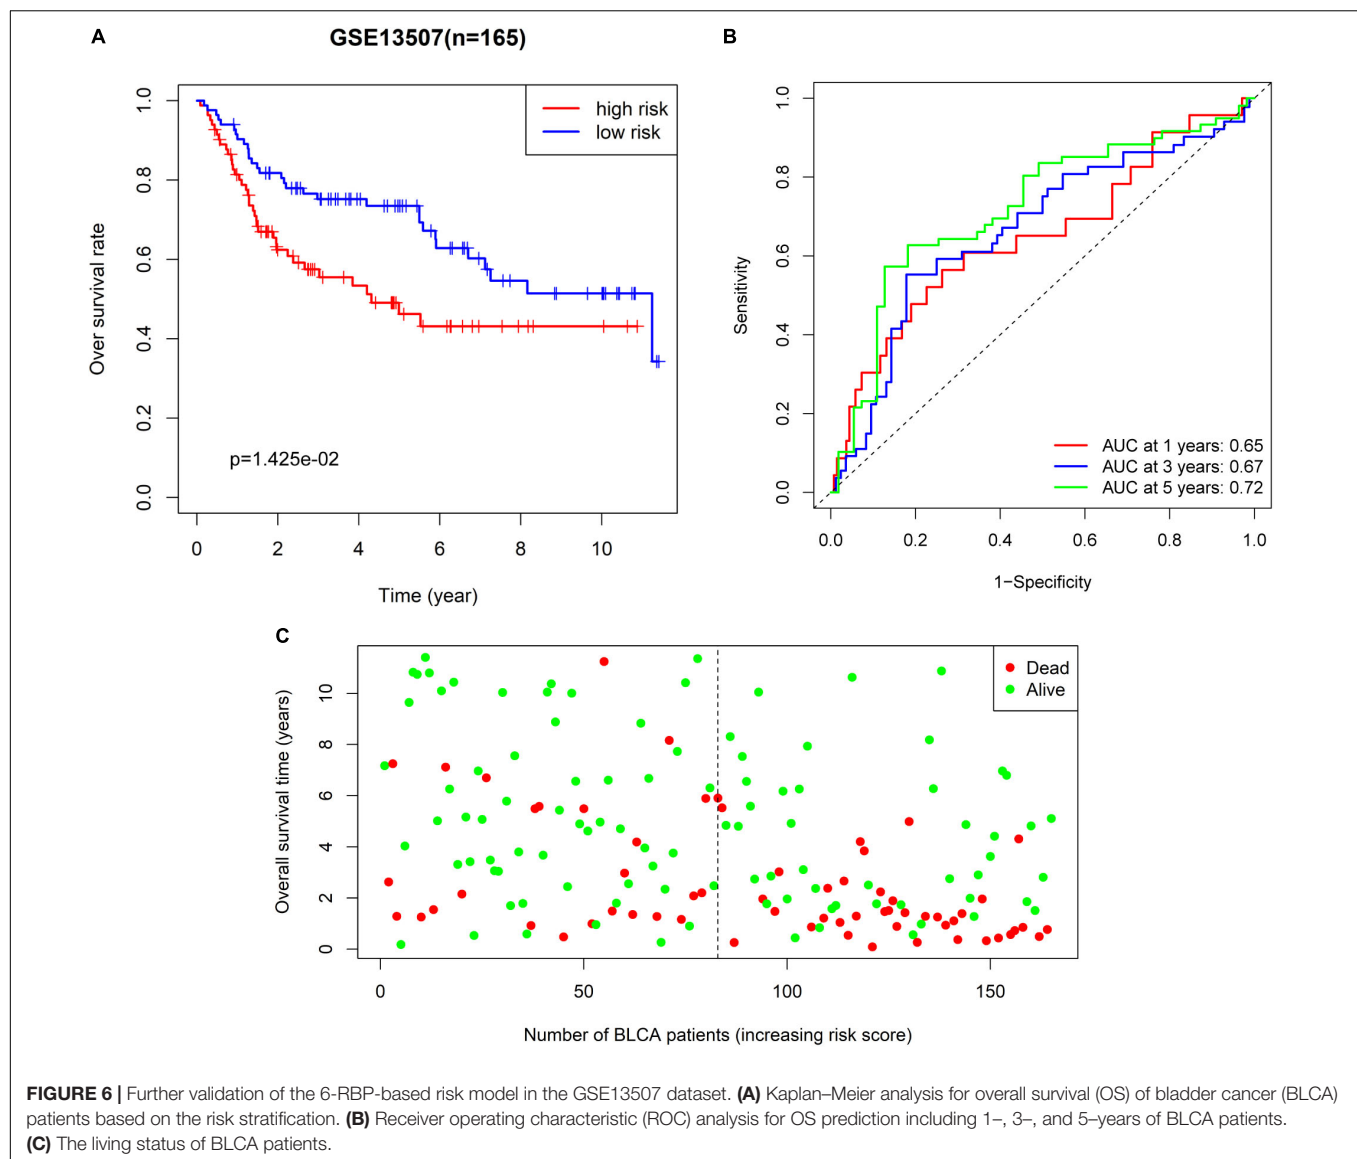 A
GSE13507(n=165)
high risk
low risk
Over survival rate
1.0
0.8
0.6
0.4
0.2
0.0
p=1.425e-02
0 2 4 6 8 10
Time (year)
B
Sensitivity
1.0
0.8
0.6
0.4
0.2
0.0
AUC at 1 years: 0.65
AUC at 3 years: 0.67
AUC at 5 years: 0.72
0.0 0.2 0.4 0.6 0.8 1.0
1−Specificity
C
Dead
Alive
Overall survival time (years)
10
8
6
4
2
0
0 50 100 150
Number of BLCA patients (increasing risk score)
FIGURE 6 | Further validation of the 6-RBP-based risk model in the GSE13507 dataset. (A) Kaplan–Meier analysis for overall survival (OS) of bladder cancer (BLCA)
patients based on the risk stratification. (B) Receiver operating characteristic (ROC) analysis for OS prediction including 1–, 3–, and 5–years of BLCA patients.
(C) The living status of BLCA patients.